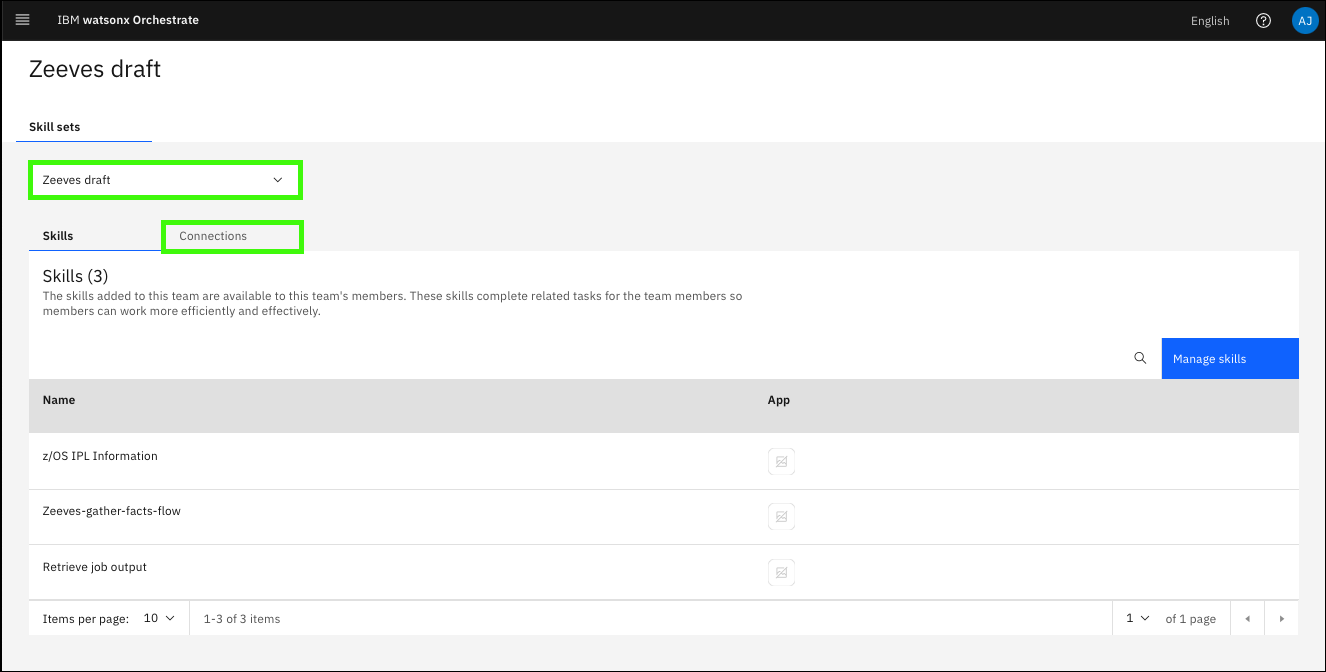 IBM watsonx Orchestrate
English
AJ
Zeeves draft
Skill sets
Zeeves draft
Skills
Connections
Skills (3)
The skills added to this team are available to this team's members. These skills complete related tasks for the team members so
members can work more efficiently and effectively.
Manage skills
Name
App
z/OS IPL Information
Zeeves-gather-facts-flow
Retrieve job output
Items per page: 10
1-3 of 3 items
1 of 1 page